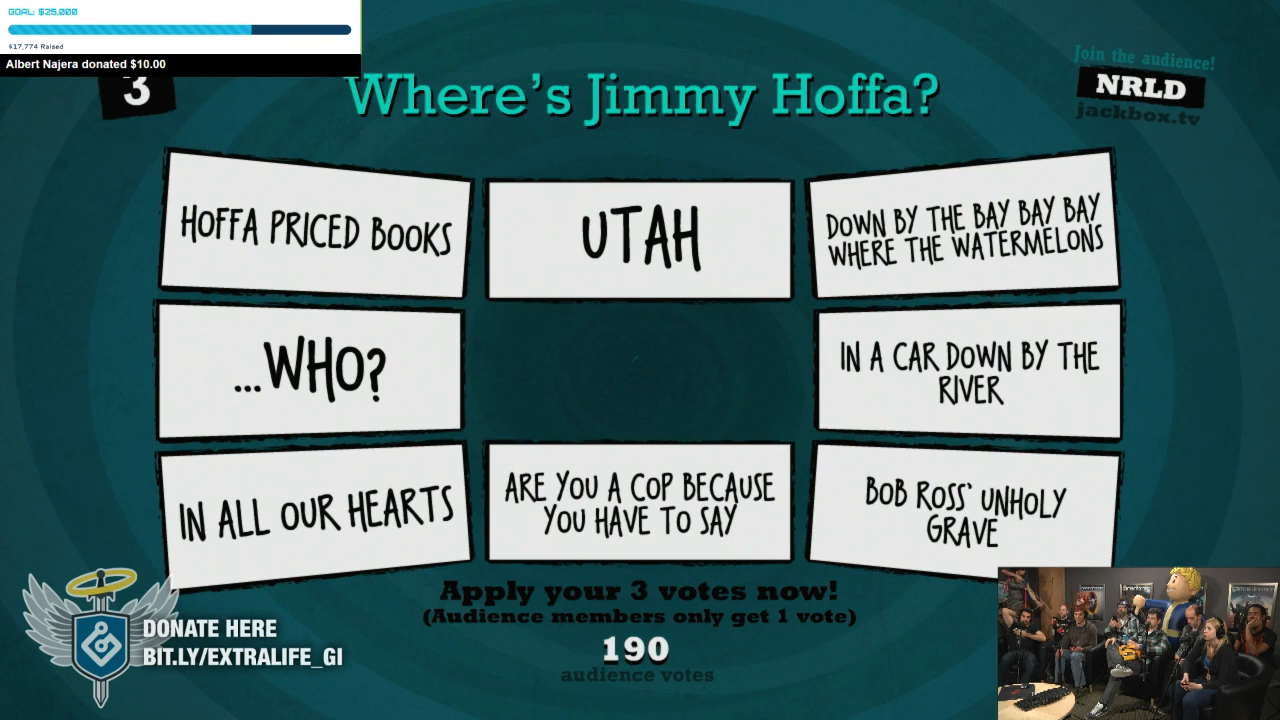 GOAL: $25,000
$17,774 Raised
Albert Najera donated $10.00
3
Where's Jimmy Hoffa?
Join the audience!
NRLD
jackbox.tv
HOFFA PRICED BOOKS
UTAH
DOWN BY THE BAY BAY BAY
WHERE THE WATERMELONS
...WHO?
IN A CAR DOWN BY THE
RIVER
IN ALL OUR HEARTS
ARE YOU A COP BECAUSE
YOU HAVE TO SAY
BOB ROSS' UNHOLY
GRAVE
Apply your 3 votes now!
(Audience members only get 1 vote)
190
audience votes
DONATE HERE
BIT.LY/EXTRALIFE_GI